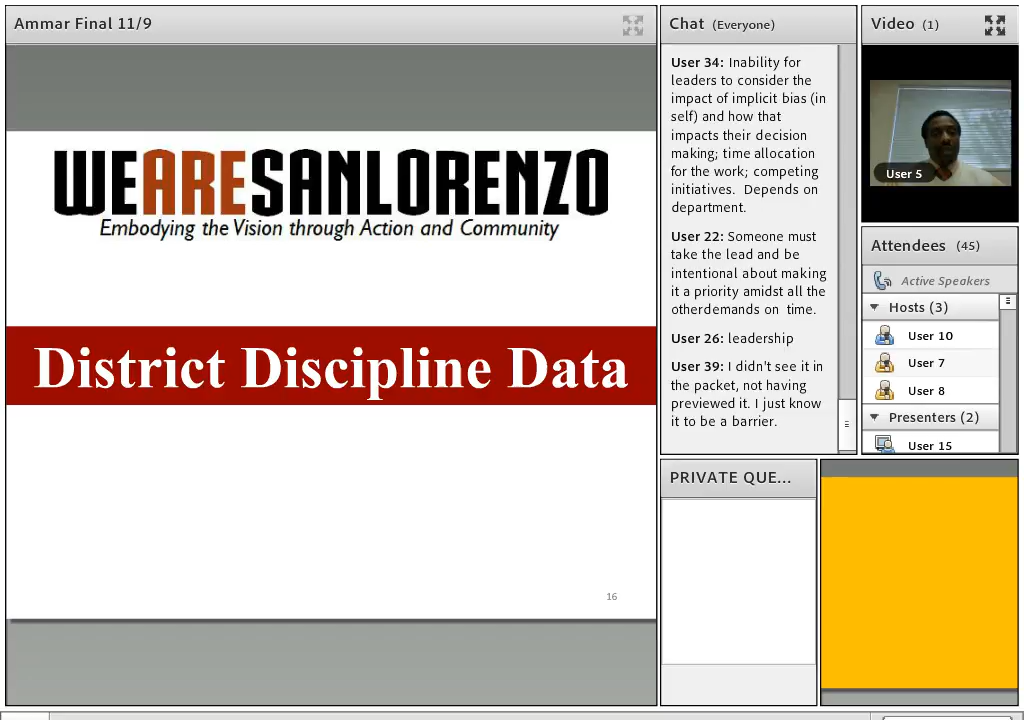 Ammar Final 11/9
WEARESANLORENZO
Embodying the Vision through Action and Community
District Discipline Data
16
Chat (Everyone)
User 34: Inability for
leaders to consider the
impact of implicit bias (in
self) and how that
impacts their decision
making; time allocation
for the work; competing
initiatives. Depends on
department.
User 22: Someone must
take the lead and be
intentional about making
it a priority amidst all the
otherdemands on time.
User 26: leadership
User 39: I didn't see it in
the packet, not having
previewed it. I just know
it to be a barrier.
Video (1)
User 5
Attendees (45)
Active Speakers
Hosts (3)
User 10
User 7
User 8
Presenters (2)
User 15
PRIVATE QUE...